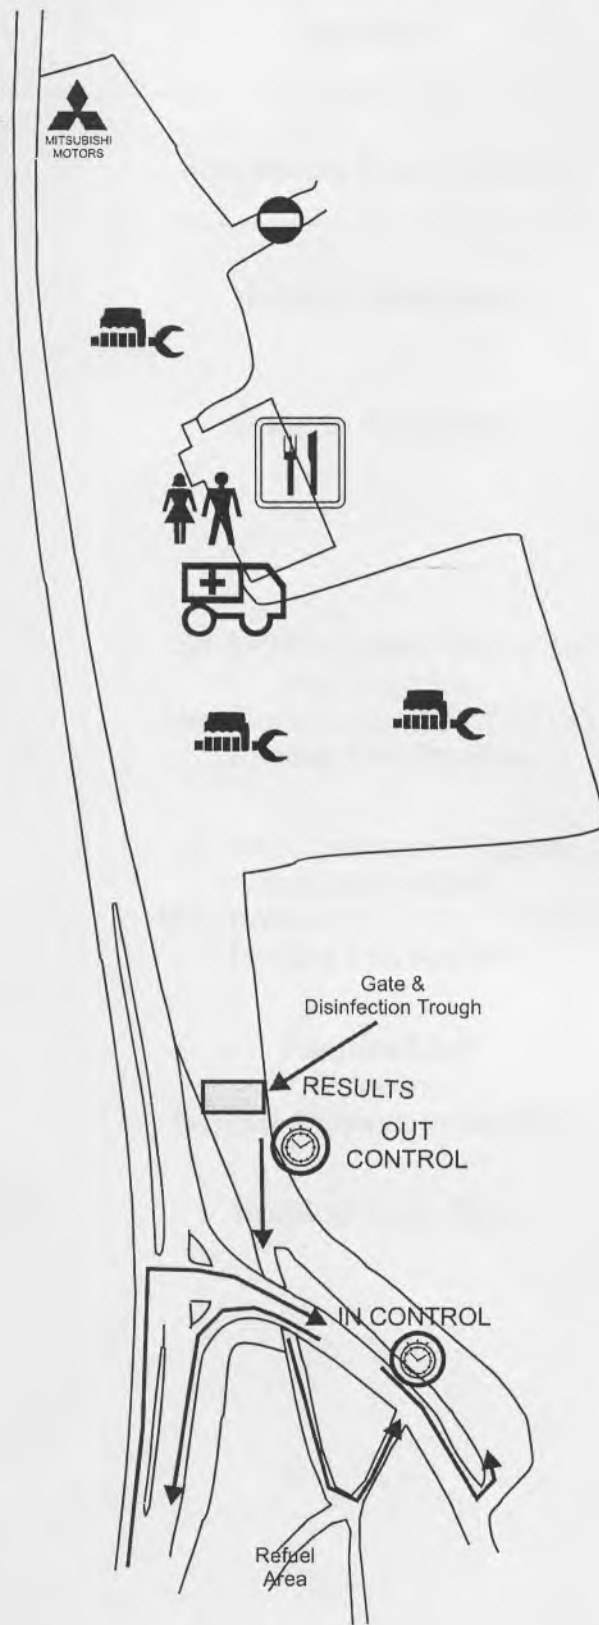 MITSUBISHI
MOTORS
Gate &
Disinfection Trough
RESULTS
OUT
CONTROL
IN CONTROL
Refuel
Area